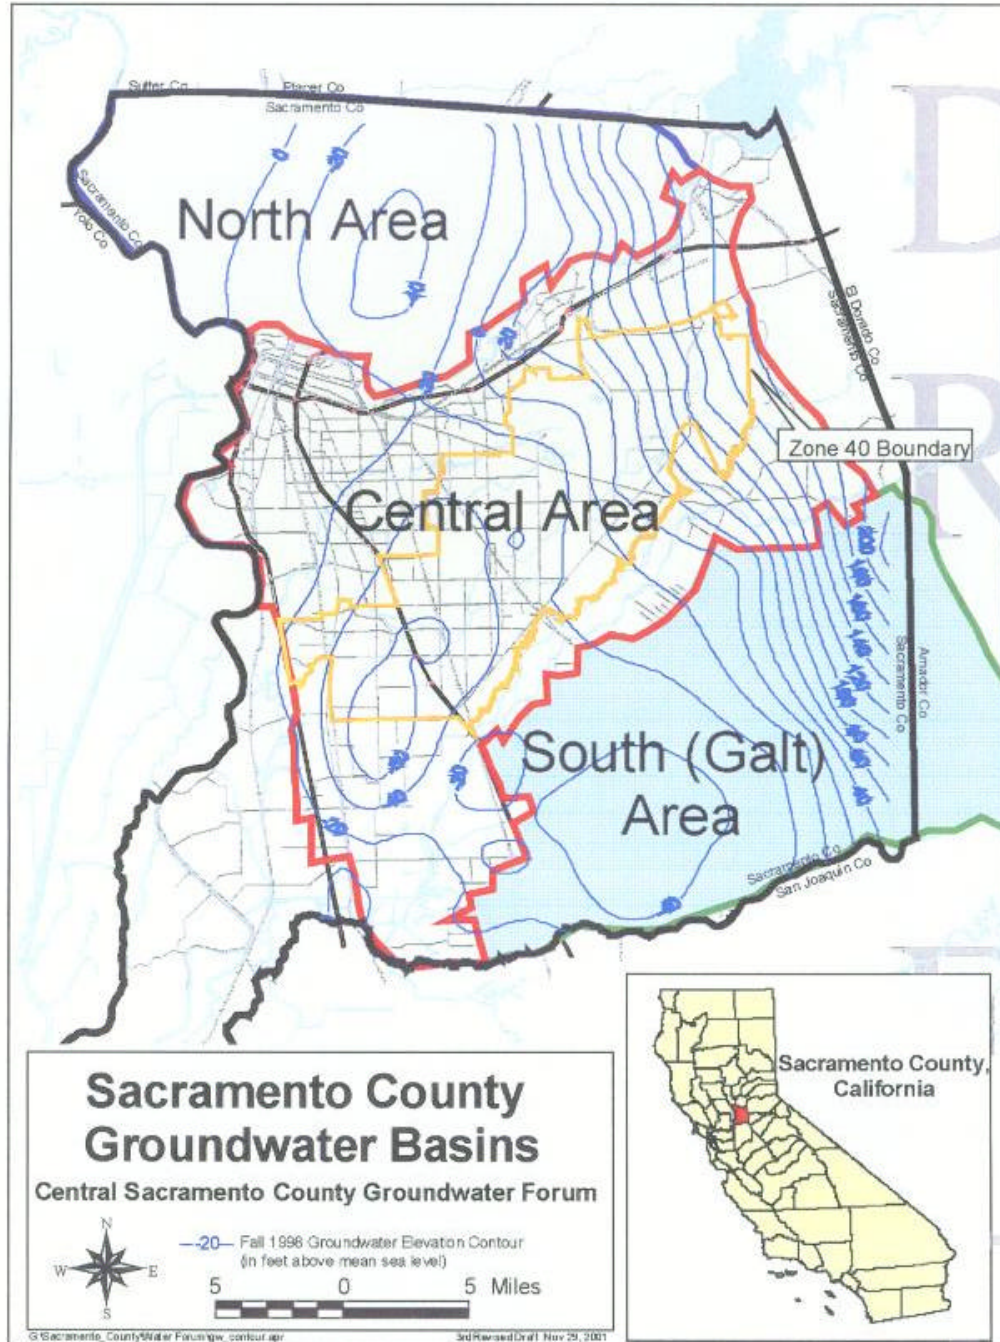 Sutter Co
Placer Co
Sacramento Co
Sacramento Co
Yolo Co
North Area
El Dorado Co
Sacramento Co
Zone 40 Boundary
Central Area
South (Galt)
Area
Amador Co
Sacramento Co
Sacramento Co
San Joaquin Co
D
R
0
200
40
Sacramento County
Groundwater Basins
Central Sacramento County Groundwater Forum
N
W
E
S
-20- Fall 1998 Groundwater Elevation Contour
(in feet above mean sea level)
5 0 5 Miles
3rd Revised Draft Nov 29, 2001
Sacramento County,
California